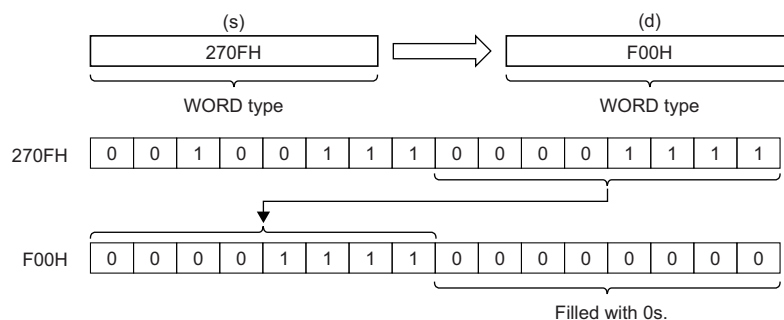 (s) (d)
270FH F00H
WORD type WORD type
270FH 0 0 1 0 0 1 1 1 0 0 0 0 1 1 1 1
F00H 0 0 0 0 1 1 1 1 0 0 0 0 0 0 0 0
Filled with 0s.